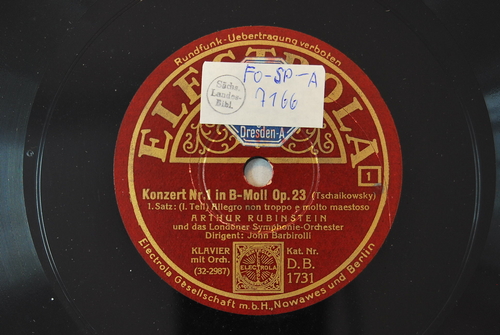 Rundfunk-Uebertragung verboten
ELECTROLA
FO-SP-A
7166
Sächs.
Landes-
Bibl.
Dresden-A
1
Konzert Nr.1 in B-Moll Op.23 (Tschaikowsky)
1. Satz: (I. Teil) Allegro non troppo e molto maestoso
ARTHUR RUBINSTEIN
und das Londoner Symphonie-Orchester
Dirigent: John Barbirolli
KLAVIER
mit Orch.
(32-2987)
ELECTROLA
Kat. Nr.
D.B.
1731
Electrola Gesellschaft m.b.H., Nowawes und Berlin